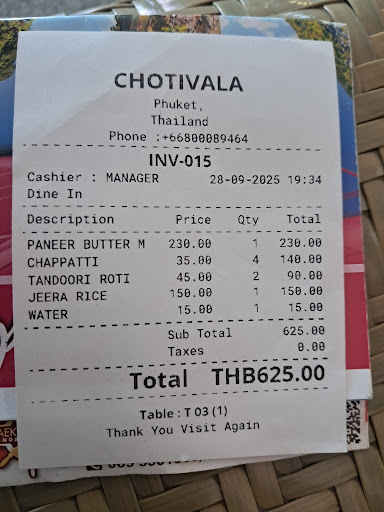 CHOTIVALA
Phuket,
Thailand
Phone :+66800089464
INV-015
Cashier : MANAGER 28-09-2025 19:34
Dine In
Description Price Qty Total
PANEER BUTTER M 230.00 1 230.00
CHAPPATTI 35.00 4 140.00
TANDOORI ROTI 45.00 2 90.00
JEERA RICE 150.00 1 150.00
WATER 15.00 1 15.00
Sub Total 625.00
Taxes 0.00
Total THB625.00
Table : T 03 (1)
Thank You Visit Again